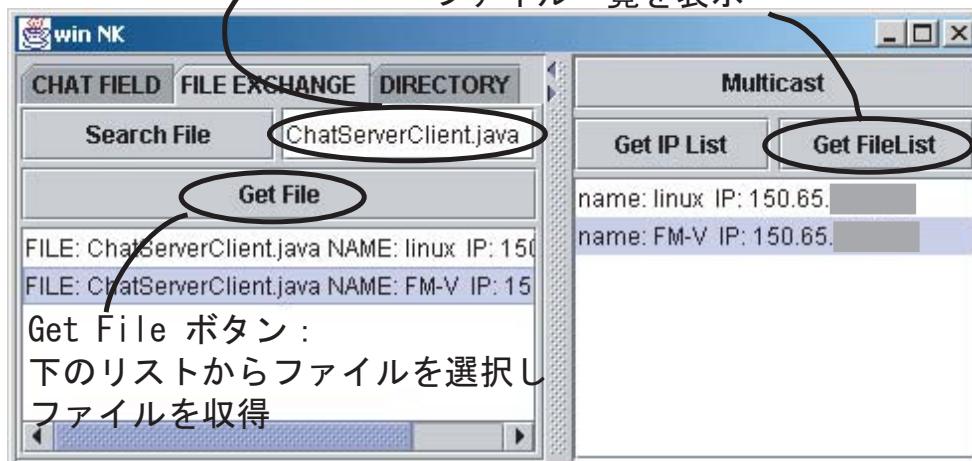 ファイル一覧を表示
win NK
CHAT FIELD FILE EXCHANGE DIRECTORY
Search File ChatServerClient.java
Get File
FILE: ChatServerClient.java NAME: linux IP: 150
FILE: ChatServerClient.java NAME: FM-V IP: 15
Get File ボタン:
下のリストからファイルを選択し
ファイルを収得
Multicast
Get IP List Get FileList
name: linux IP: 150.65.
name: FM-V IP: 150.65.